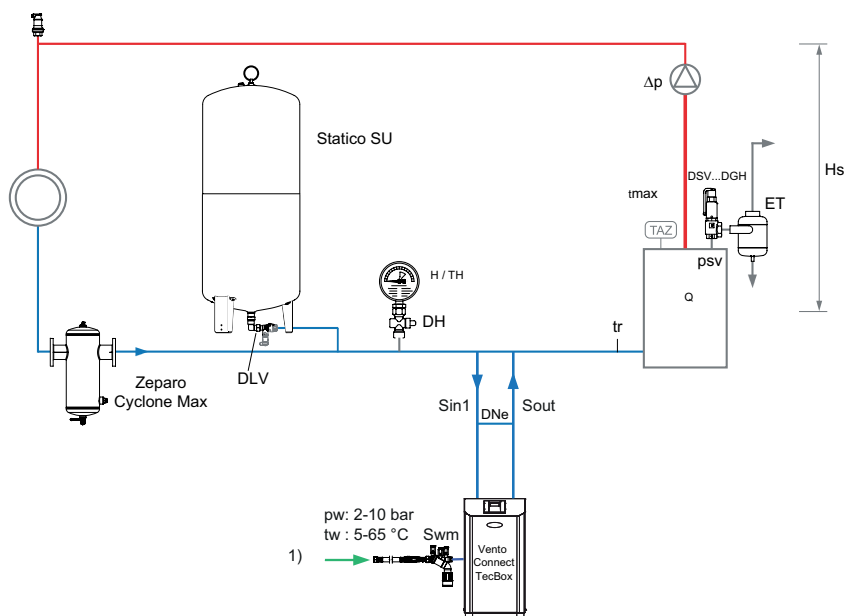 Δp
Statico SU
Hs
DSV...DGH
tmax
ET
TAZ
psv
H / TH
Q
DH
tr
DLV
Zeparo
Cyclone Max
Sin1
DNe
Sout
pw: 2-10 bar
tw : 5-65 °C
Swm
1)
Vento
Connect
TecBox